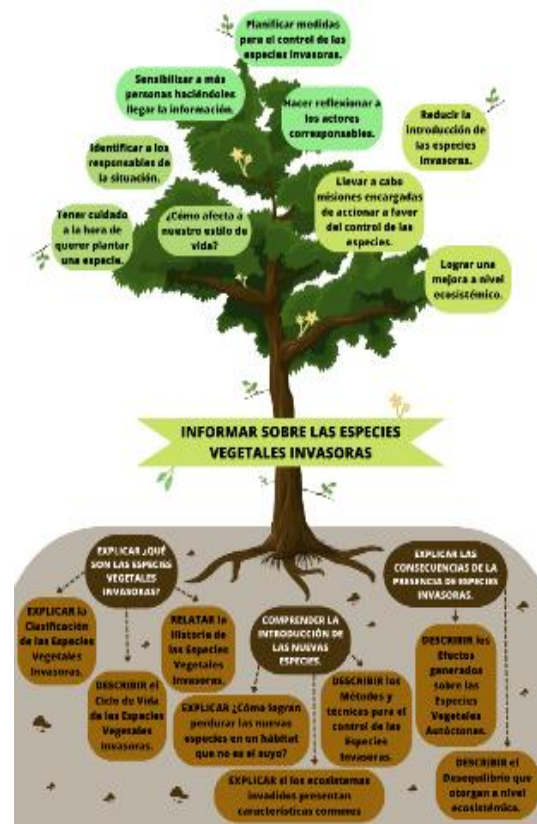 Planificar medidas
para el control de las
especies invasoras.
Sensibilizar a más
personas haciéndoles
llegar la información.
Hacer reflexionar a
los actores
corresponsables.
Reducir la
introducción de
las especies
invasoras.
Identificar a los
responsables de
la situación.
Llevar a cabo
misiones encargadas
de accionar a favor
del control de las
especies.
Tener cuidado
a la hora de
querer plantar
una especie.
¿Cómo afecta a
nuestro estilo de
vida?
Lograr una
mejora a nivel
ecosistémico.
INFORMAR SOBRE LAS ESPECIES
VEGETALES INVASORAS
EXPLICAR ¿QUÉ
SON LAS ESPECIES
VEGETALES
INVASORAS?
EXPLICAR la
Clasificación
de las Especies
Vegetales
Invasoras.
DESCRIBIR el
Ciclo de Vida
de las Especies
Vegetales
Invasoras.
RELATAR la
Historia de
las Especies
Vegetales
Invasoras.
COMPRENDER LA
INTRODUCCIÓN DE
LAS NUEVAS
ESPECIES.
EXPLICAR ¿Cómo logran
perdurar las nuevas
especies en un hábitat
que no es el suyo?
EXPLICAR si los ecosistemas
invadidos presentan
características comunes
DESCRIBIR los
Métodos y
técnicas para el
control de las
Especies
Invasoras.
EXPLICAR LAS
CONSECUENCIAS DE LA
PRESENCIA DE ESPECIES
INVASORAS.
DESCRIBIR los
Efectos
generados
sobre las
Especies
Vegetales
Autóctonas.
DESCRIBIR el
Desequilibrio que
otorgan a nivel
ecosistémico.